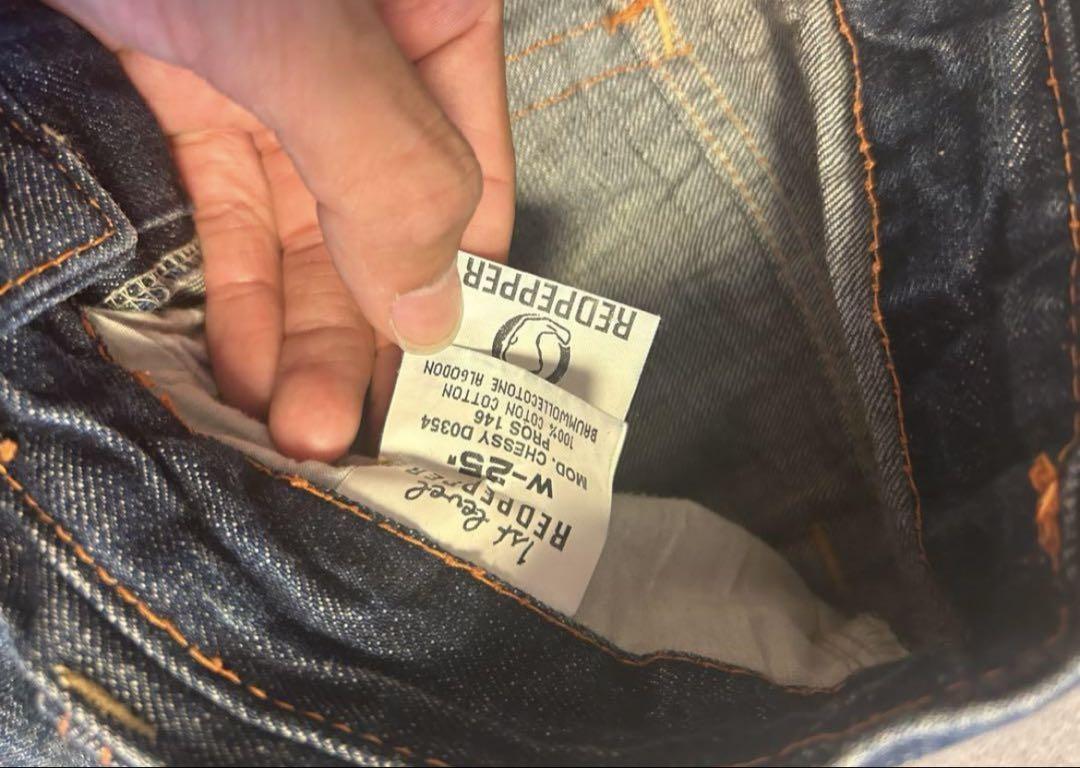 1st level
REDPEPPER
W-25"
MOD. CHESSY D0354
PROS 146
100% COTON COTTON
BAUMWOLLECOTONE ALGODON
REDPEPPER